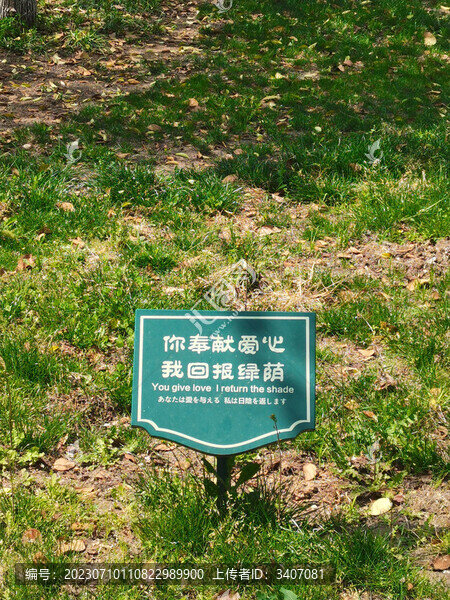 你奉献爱心
我回报绿荫
You give love I return the shade
あなたは愛を与える 私は日陰を返します
编号：20230710110822989900 上传者ID：3407081